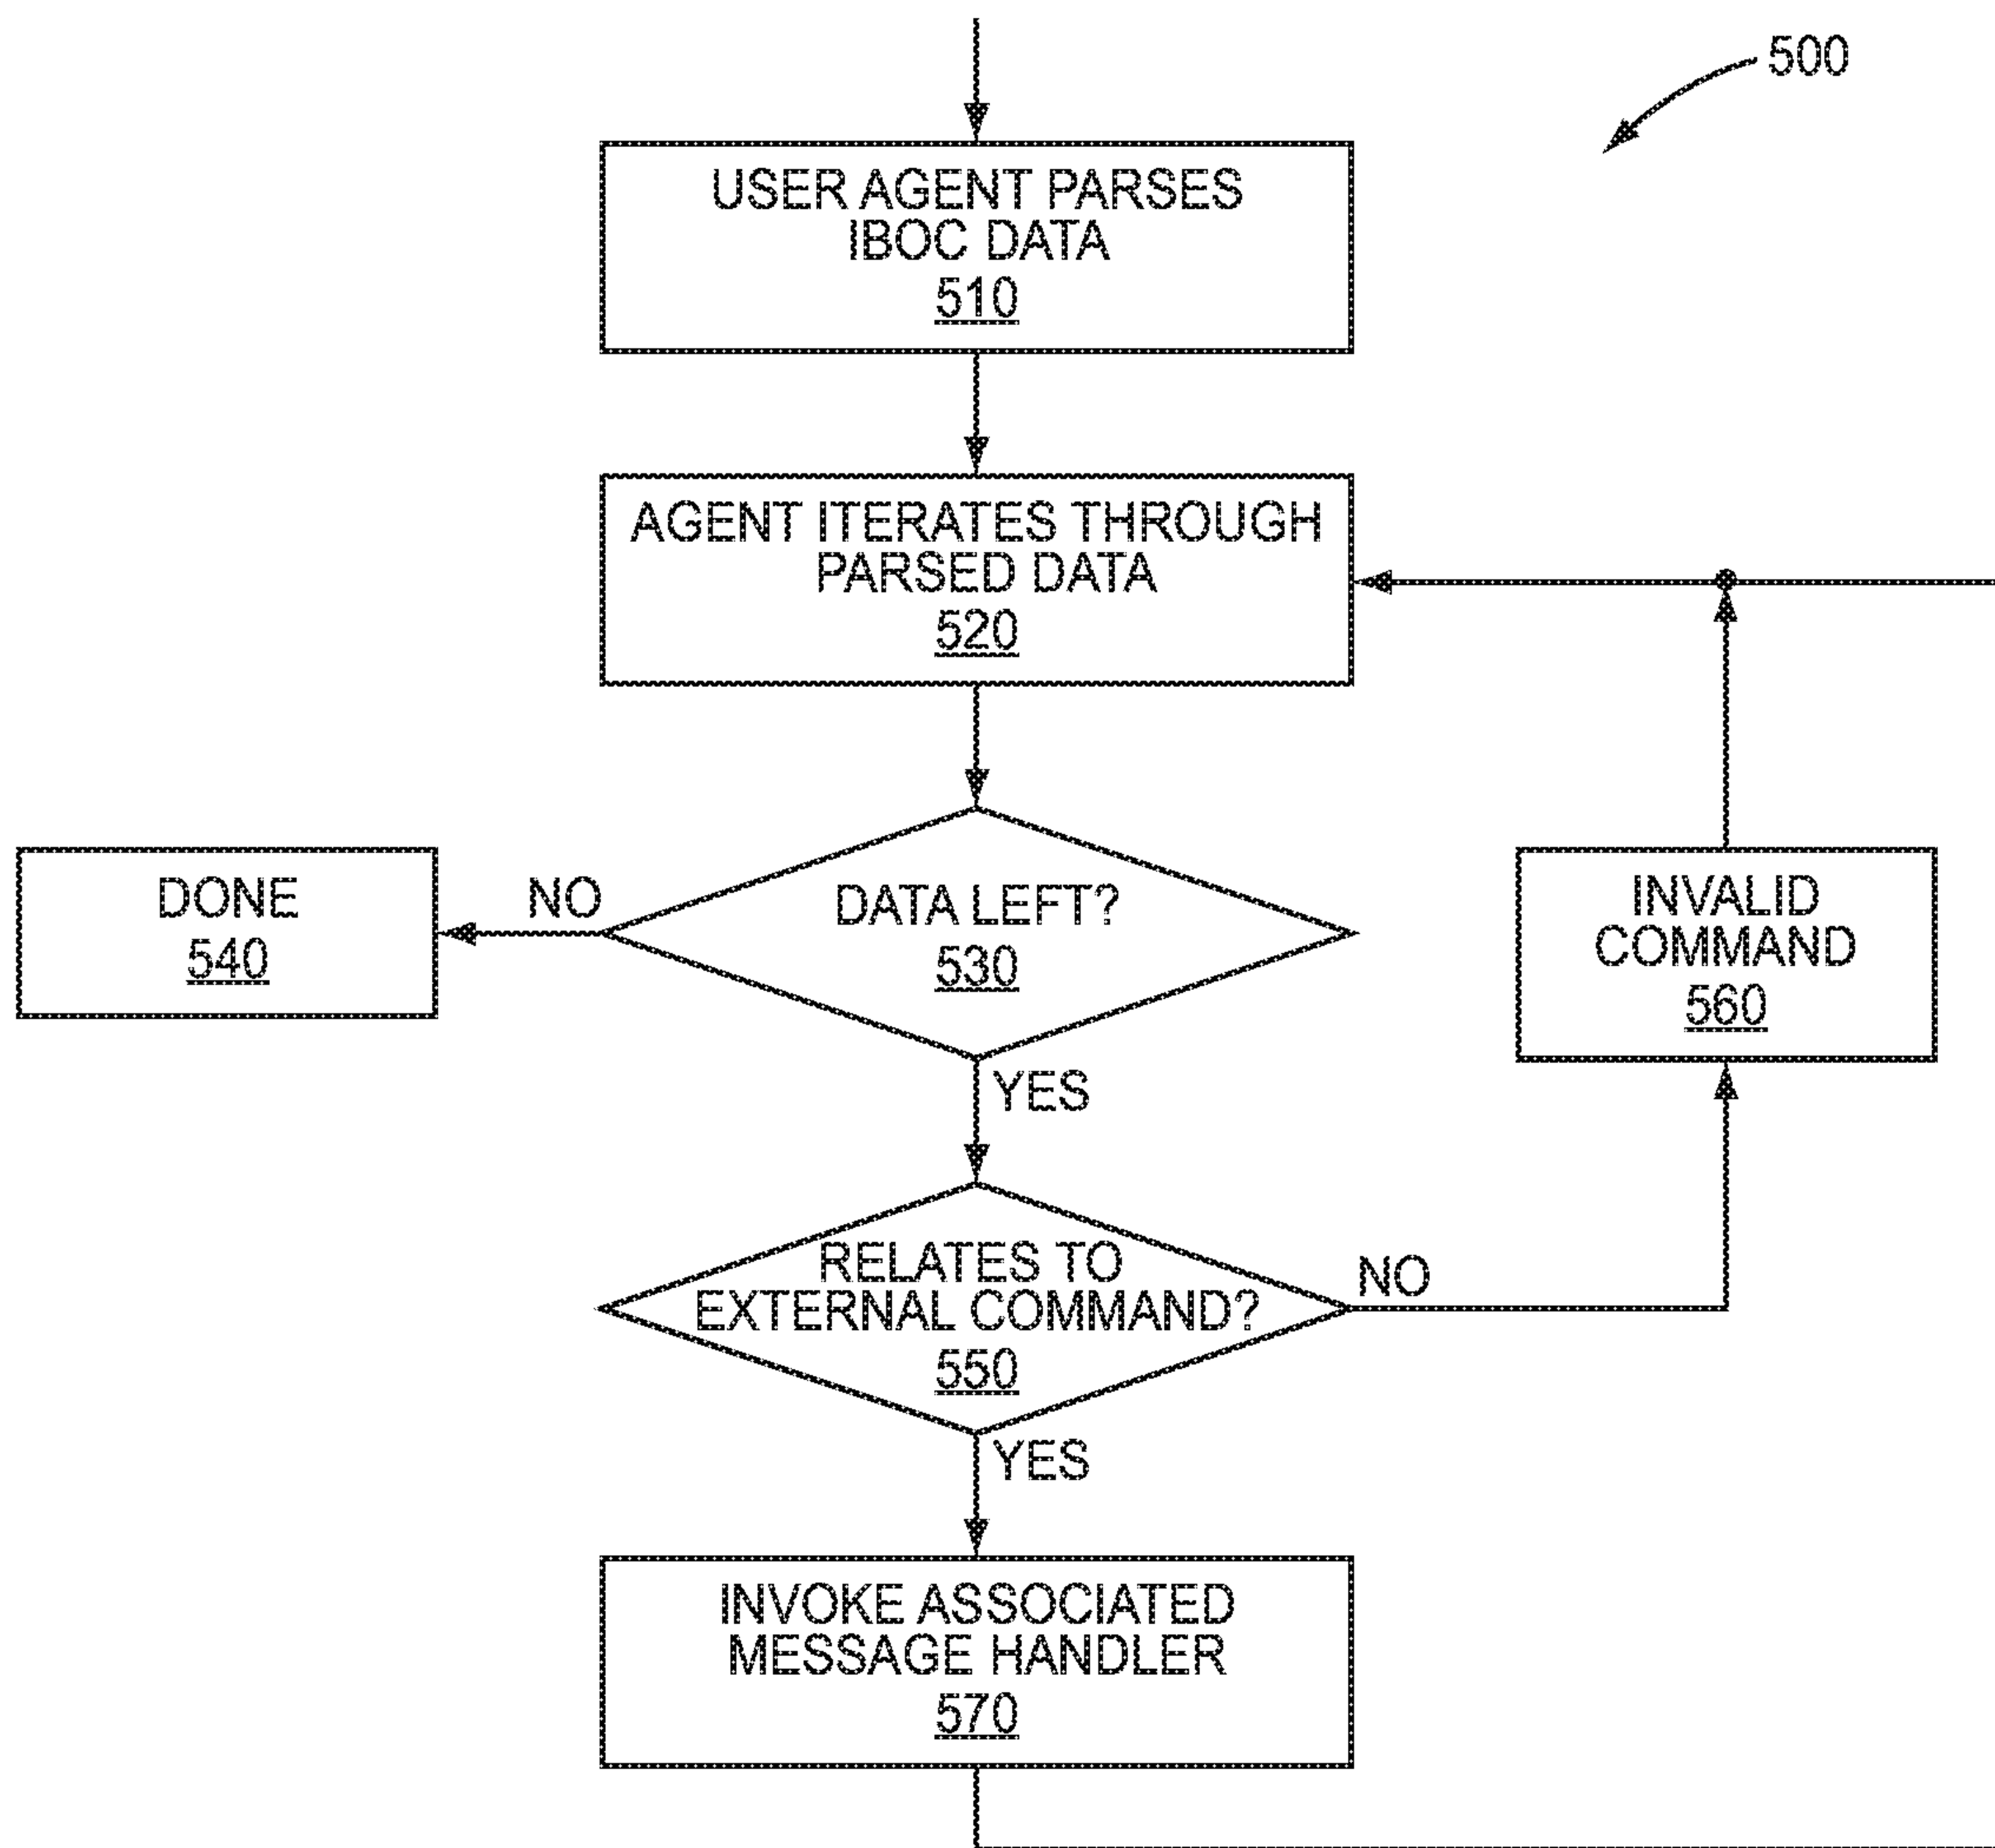 500
USER AGENT PARSES
IBOC DATA
510
AGENT ITERATES THROUGH
PARSED DATA
520
DONE
540
NO
DATA LEFT?
530
INVALID
COMMAND
560
YES
RELATES TO
EXTERNAL COMMAND?
550
NO
YES
INVOKE ASSOCIATED
MESSAGE HANDLER
570